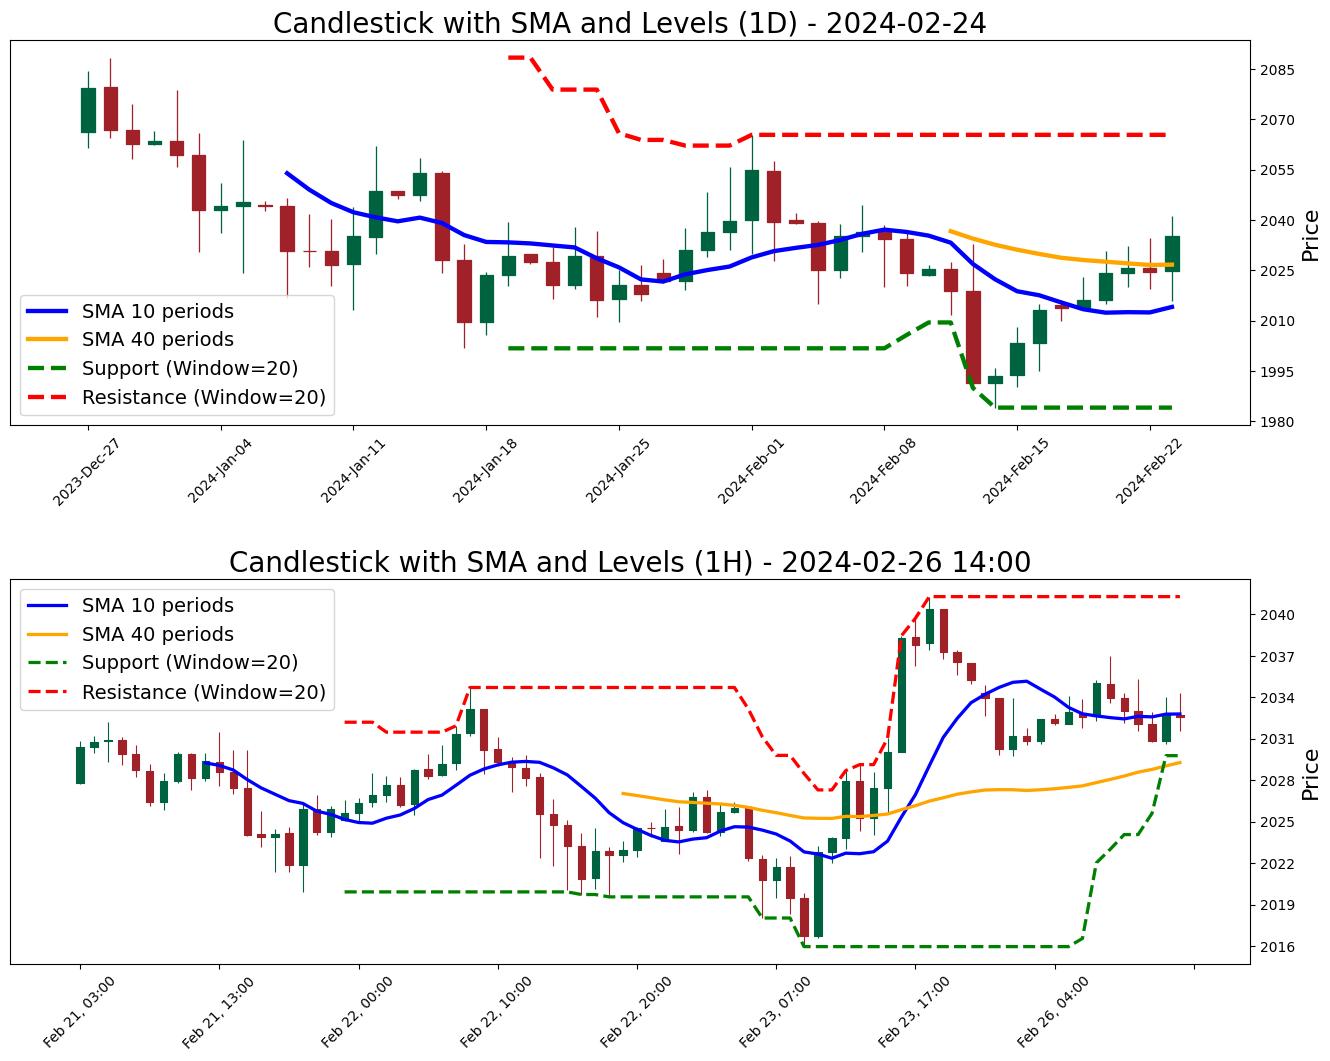 Candlestick with SMA and Levels (1D) - 2024-02-24
2085
2070
2055
2040
2025
2010
1995
1980
Price
SMA 10 periods
SMA 40 periods
Support (Window=20)
Resistance (Window=20)
2023-Dec-27
2024-Jan-04
2024-Jan-11
2024-Jan-18
2024-Jan-25
2024-Feb-01
2024-Feb-08
2024-Feb-15
2024-Feb-22
Candlestick with SMA and Levels (1H) - 2024-02-26 14:00
SMA 10 periods
SMA 40 periods
Support (Window=20)
Resistance (Window=20)
2040
2037
2034
2031
2028
2025
2022
2019
2016
Price
Feb 21, 03:00
Feb 21, 13:00
Feb 22, 00:00
Feb 22, 10:00
Feb 22, 20:00
Feb 23, 07:00
Feb 23, 17:00
Feb 26, 04:00